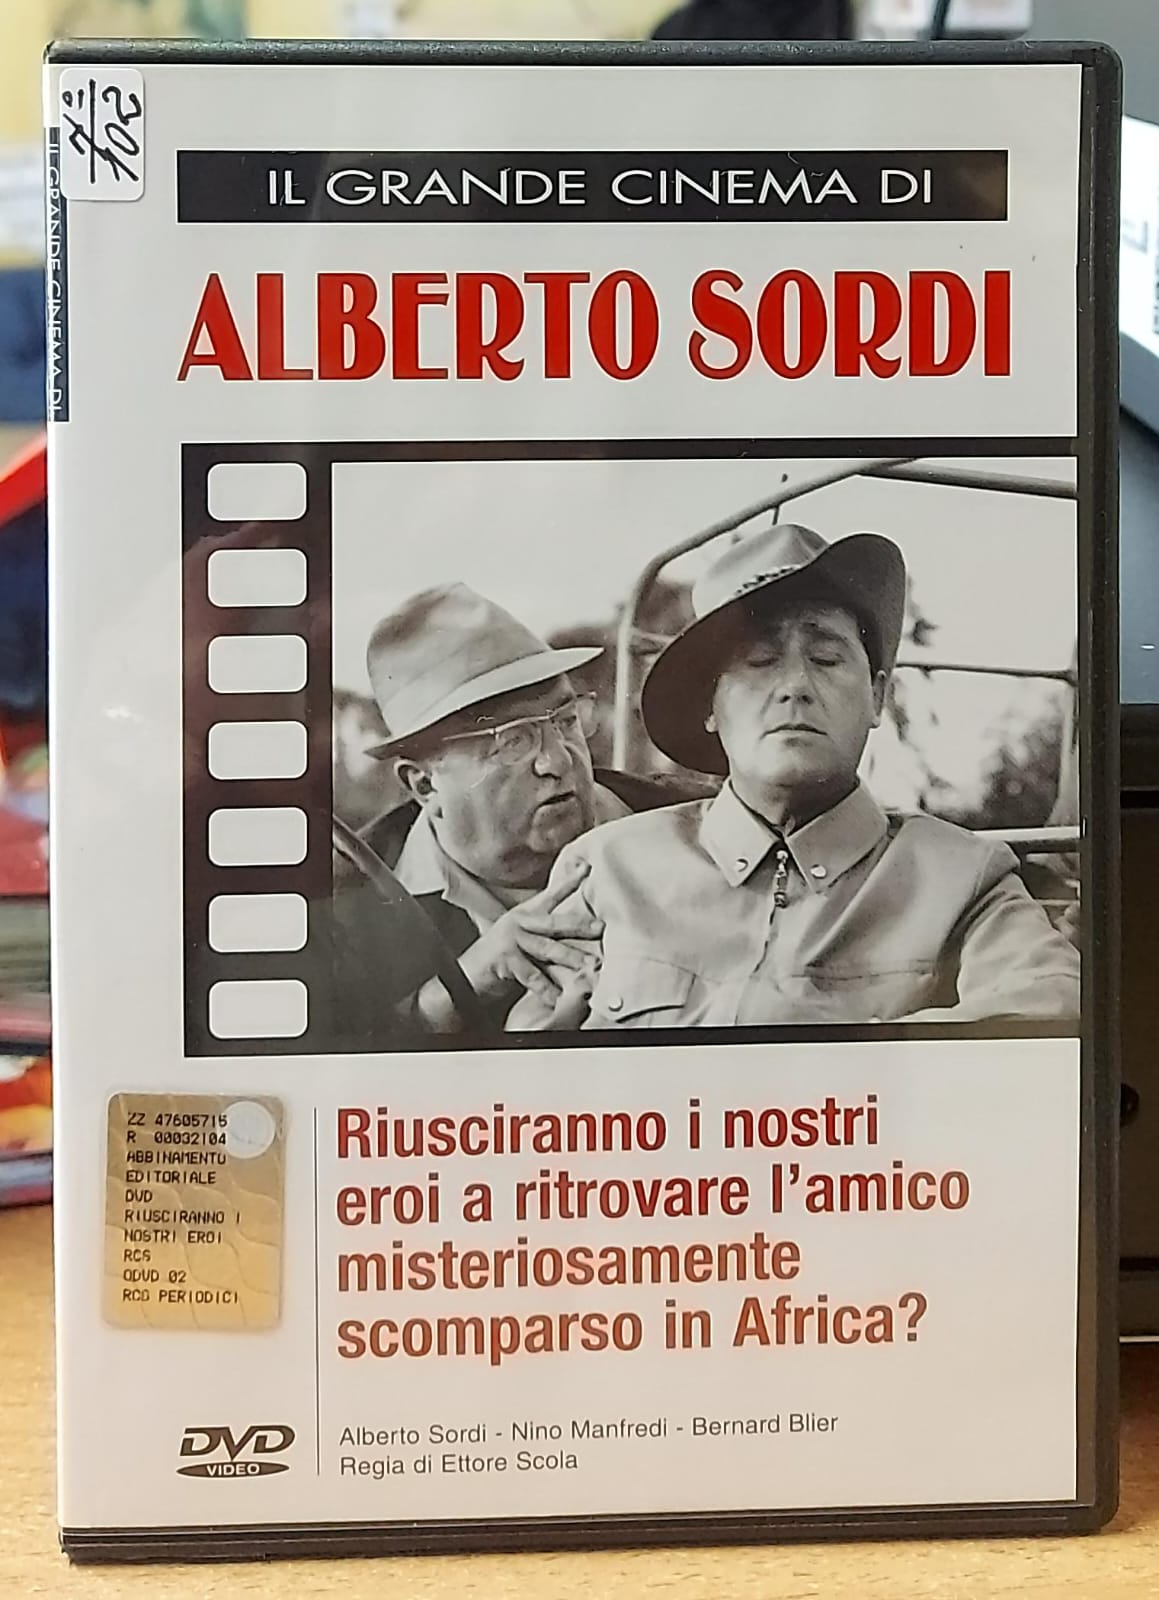 7º
102
IL GRANDE CINEMA DI
IL GRANDE CINEMA DI
ALBERTO SORDI
ZZ 47605715
R 00032104
ABBINAMENTO
EDITORIALE
DVD
RIUSCIRANNO I
NOSTRI EROI
RCS
QDVD 02
RCS PERIODICI
Riusciranno i nostri
eroi a ritrovare l'amico
misteriosamente
scomparso in Africa?
DVD
VIDEO
Alberto Sordi - Nino Manfredi - Bernard Blier
Regia di Ettore Scola